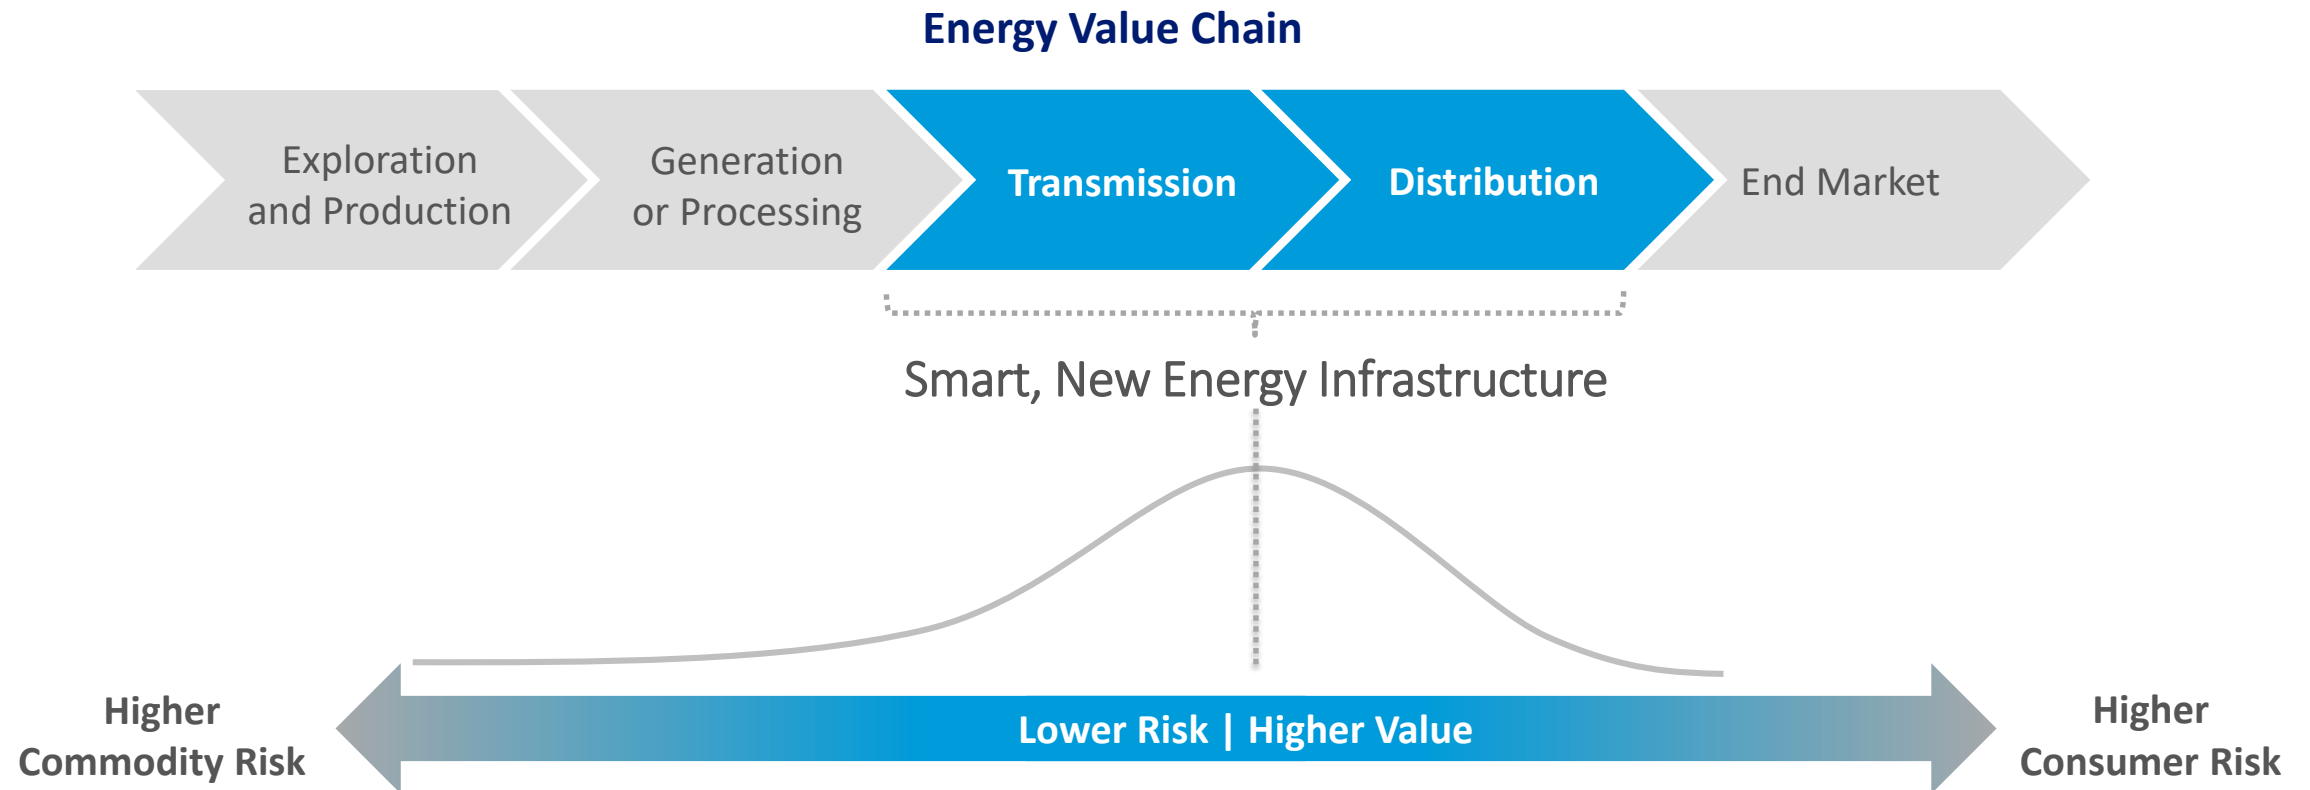 Energy Value Chain
Exploration
and Production
Generation
or Processing
Transmission
Distribution
End Market
Smart, New Energy Infrastructure
Higher
Commodity Risk
Lower Risk | Higher Value
Higher
Consumer Risk